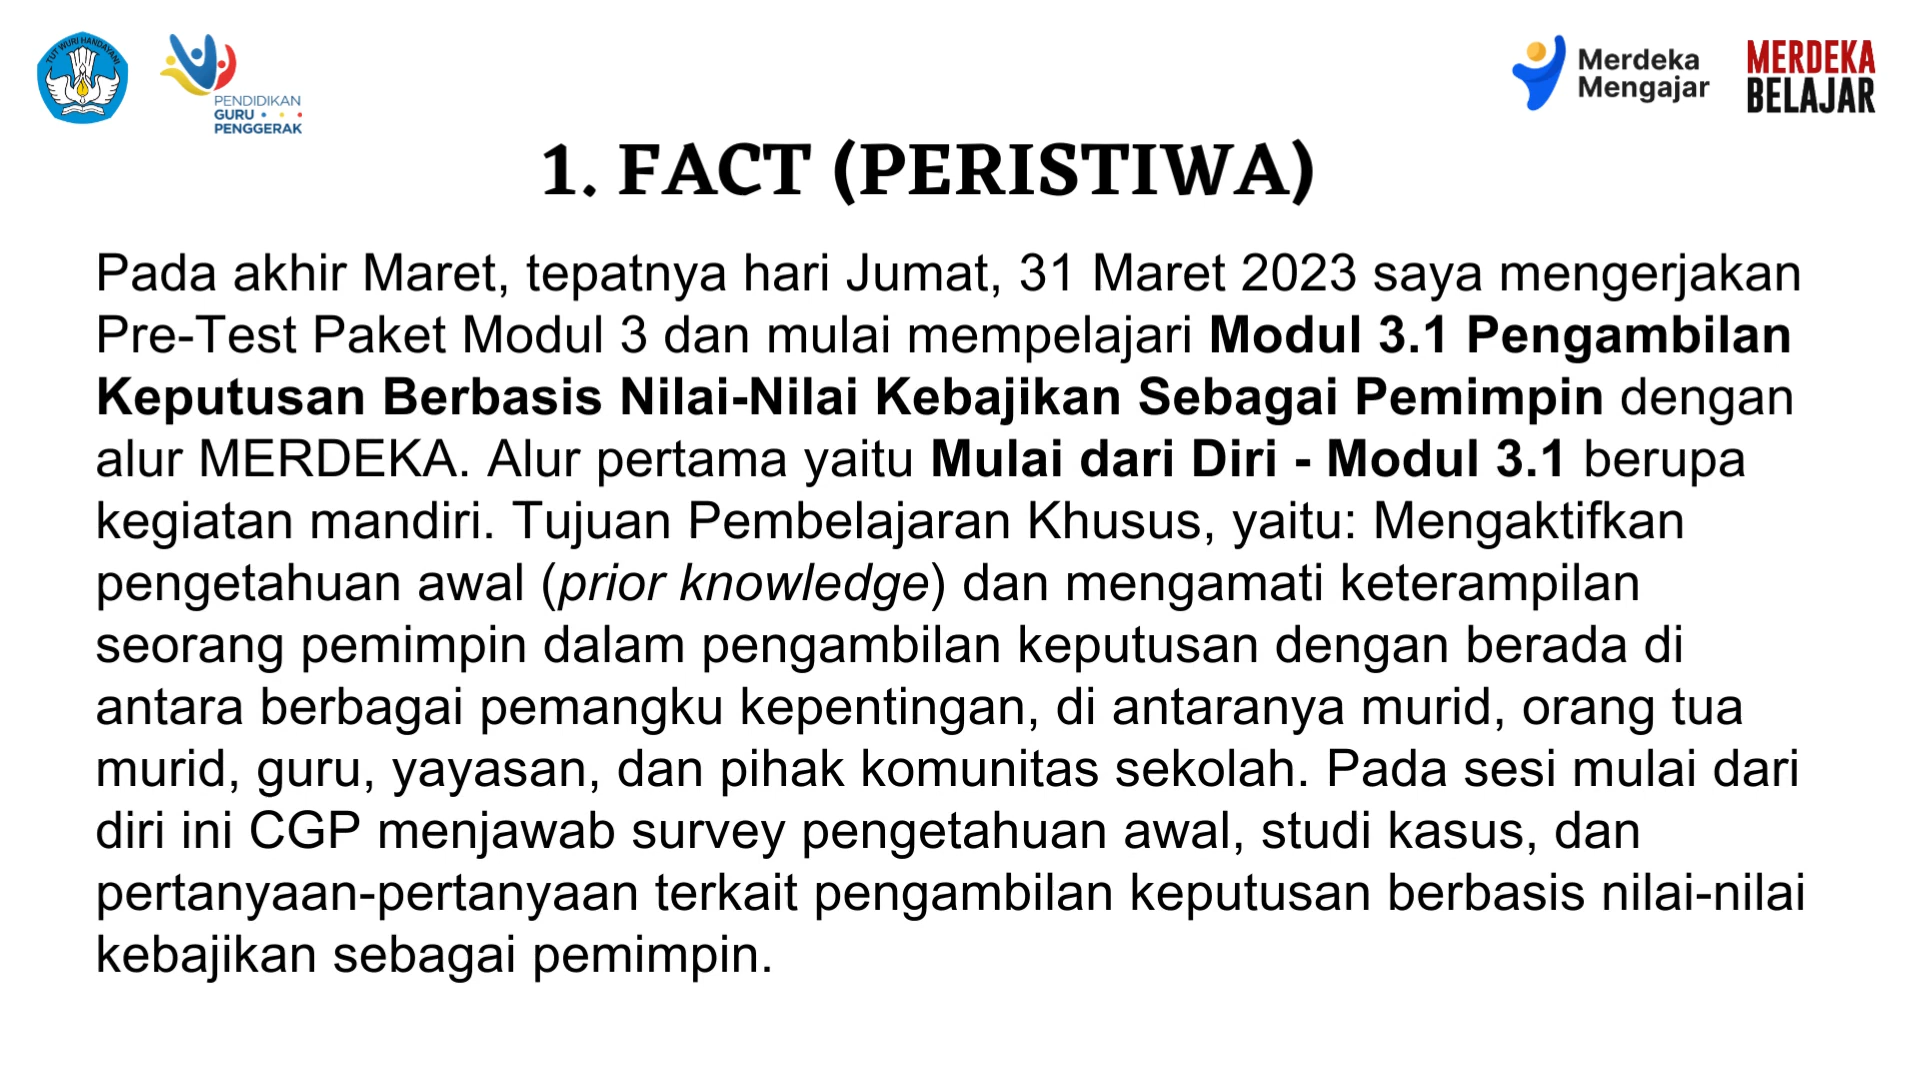 TUT WURI HANDAYANI
PENDIDIKAN
GURU
PENGGERAK
Merdeka
Mengajar
MERDEKA
BELAJAR
1. FACT (PERISTIWA)
Pada akhir Maret, tepatnya hari Jumat, 31 Maret 2023 saya mengerjakan
Pre-Test Paket Modul 3 dan mulai mempelajari Modul 3.1 Pengambilan
Keputusan Berbasis Nilai-Nilai Kebajikan Sebagai Pemimpin dengan
alur MERDEKA. Alur pertama yaitu Mulai dari Diri - Modul 3.1 berupa
kegiatan mandiri. Tujuan Pembelajaran Khusus, yaitu: Mengaktifkan
pengetahuan awal (prior knowledge) dan mengamati keterampilan
seorang pemimpin dalam pengambilan keputusan dengan berada di
antara berbagai pemangku kepentingan, di antaranya murid, orang tua
murid, guru, yayasan, dan pihak komunitas sekolah. Pada sesi mulai dari
diri ini CGP menjawab survey pengetahuan awal, studi kasus, dan
pertanyaan-pertanyaan terkait pengambilan keputusan berbasis nilai-nilai
kebajikan sebagai pemimpin.